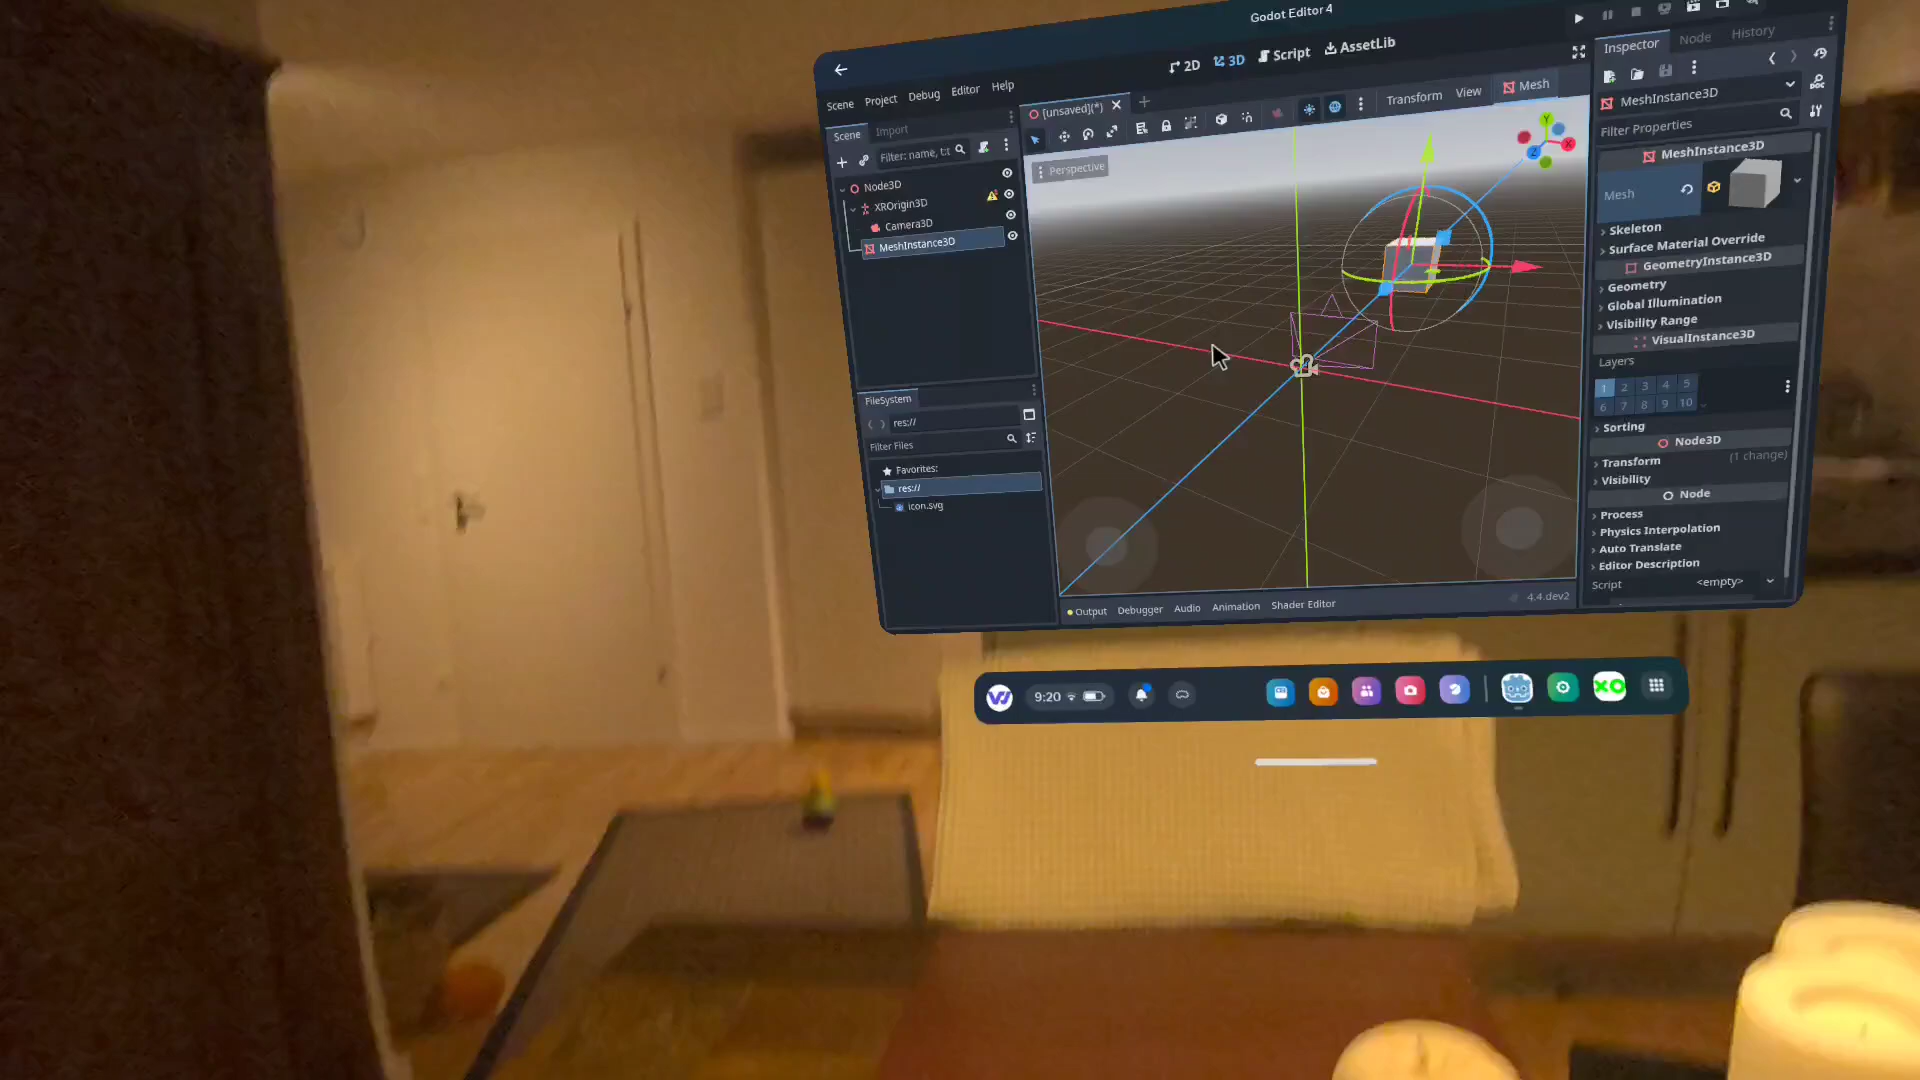 Godot Editor 4
2D 3D Script AssetLib
Scene Project Debug Editor Help
Scene Import
Filter: name, t:t
Node3D
XROrigin3D
Camera3D
MeshInstance3D
FileSystem
res://
Filter Files
Favorites:
res://
icon.svg
[unsaved](*)
Transform View Mesh
Perspective
Y
X
Z
Output Debugger Audio Animation Shader Editor 4.4.dev2
Inspector Node History
MeshInstance3D
Filter Properties
MeshInstance3D
Mesh
Skeleton
Surface Material Override
GeometryInstance3D
Geometry
Global Illumination
Visibility Range
VisualInstance3D
Layers
1 2 3 4 5
6 7 8 9 10
Sorting
Node3D
Transform (1 change)
Visibility
Node
Process
Physics Interpolation
Auto Translate
Editor Description
Script <empty>
9:20
XO